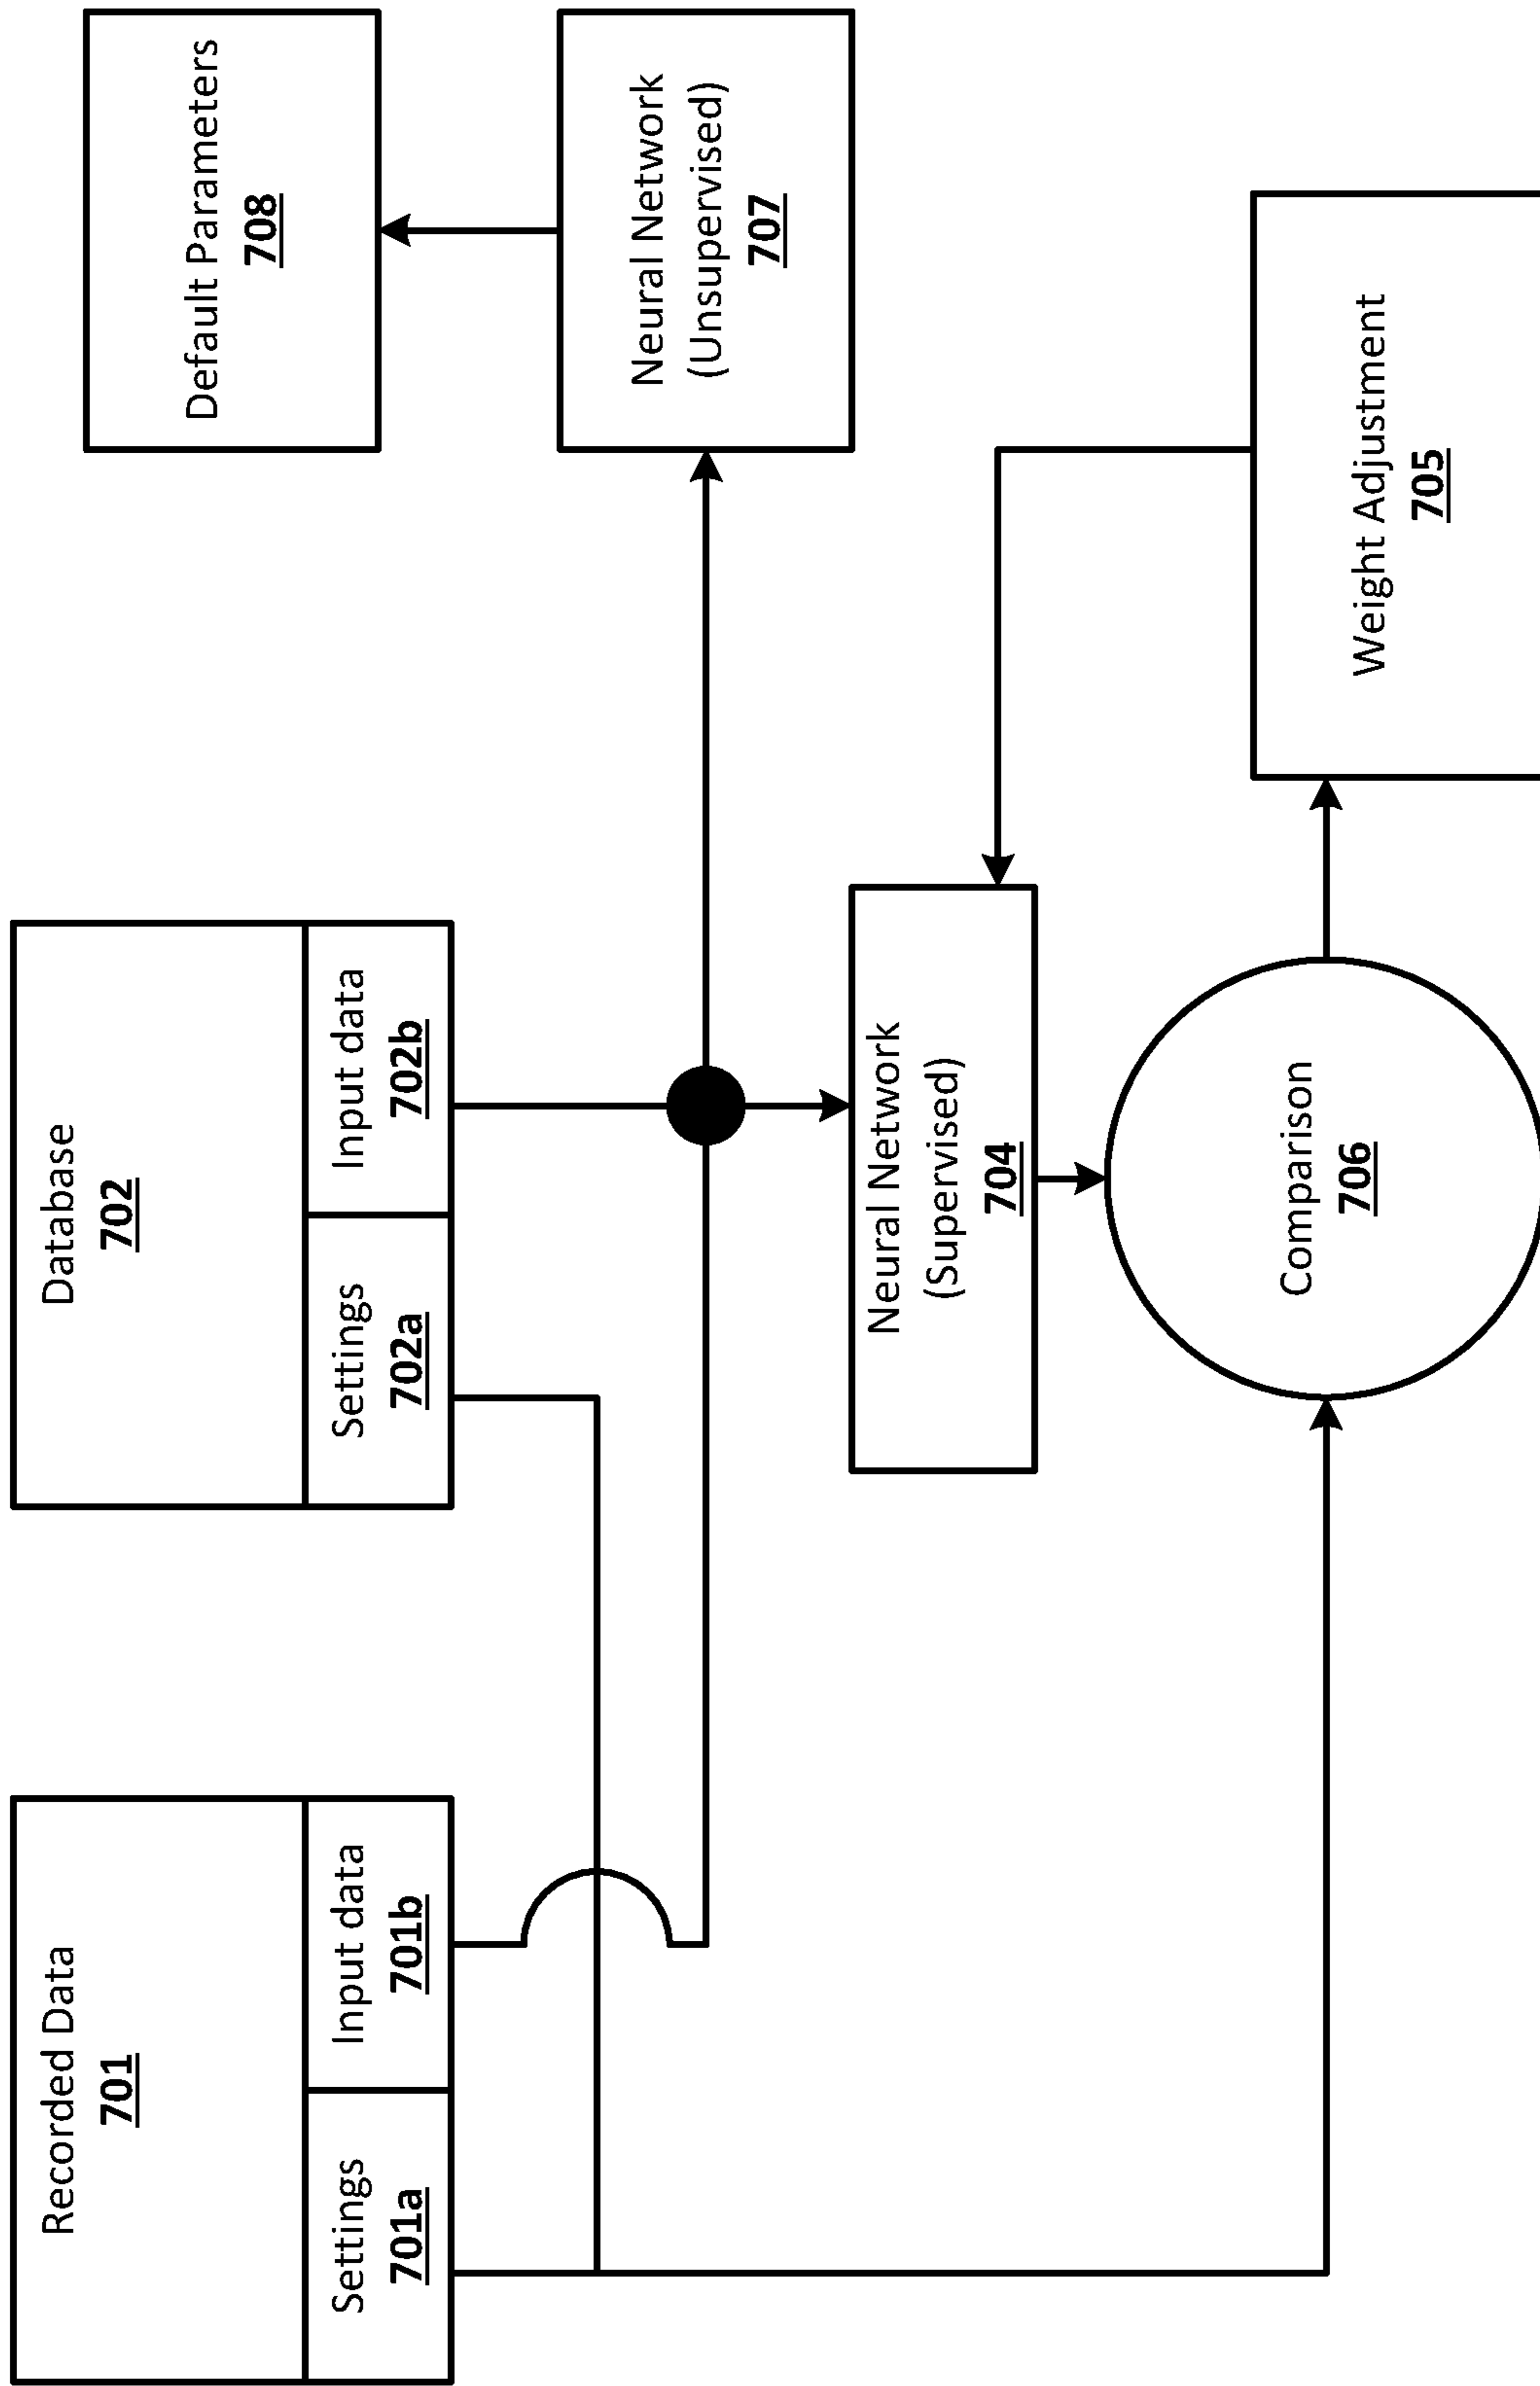 Recorded Data
701
Settings
701a
Input data
701b
Database
702
Settings
702a
Input data
702b
Default Parameters
708
Neural Network
(Unsupervised)
707
Neural Network
(Supervised)
704
Comparison
706
Weight Adjustment
705